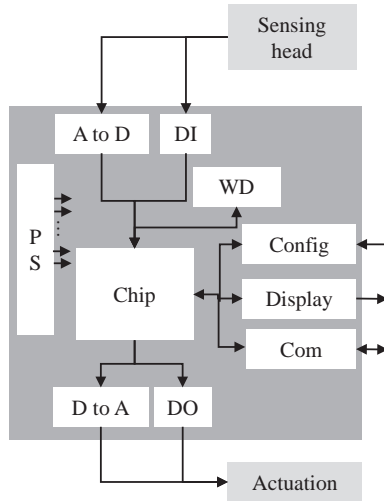 Sensing
head
A to D
DI
WD
P
S
Config
Chip
Display
Com
D to A
DO
Actuation